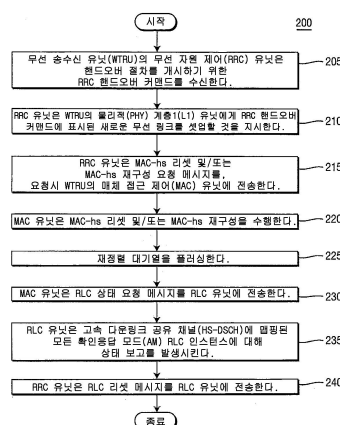 시작
200
무선 송수신 유닛(WTRU)의 무선 자원 제어(RRC) 유닛은
핸드오버 절차를 개시하기 위한
RRC 핸드오버 커맨드를 수신한다.
205
RRC 유닛은 WTRU의 물리적(PHY) 계층1(L1) 유닛에게 RRC 핸드오버
커맨드에 표시된 새로운 무선 링크를 셋업할 것을 지시한다.
210
RRC 유닛은 MAC-hs 리셋 및/또는
MAC-hs 재구성 요청 메시지를,
요청시 WTRU의 매체 접근 제어(MAC) 유닛에 전송한다.
215
MAC 유닛은 MAC-hs 리셋 및/또는 MAC-hs 재구성을 수행한다.
220
재정렬 대기열을 플러싱한다.
225
MAC 유닛은 RLC 상태 요청 메시지를 RLC 유닛에 전송한다.
230
RLC 유닛은 고속 다운링크 공유 채널(HS-DSCH)에 맵핑된
모든 확인응답 모드(AM) RLC 인스턴스에 대해
상태 보고를 발생시킨다.
235
RRC 유닛은 RLC 리셋 메시지를 RLC 유닛에 전송한다.
240
종료